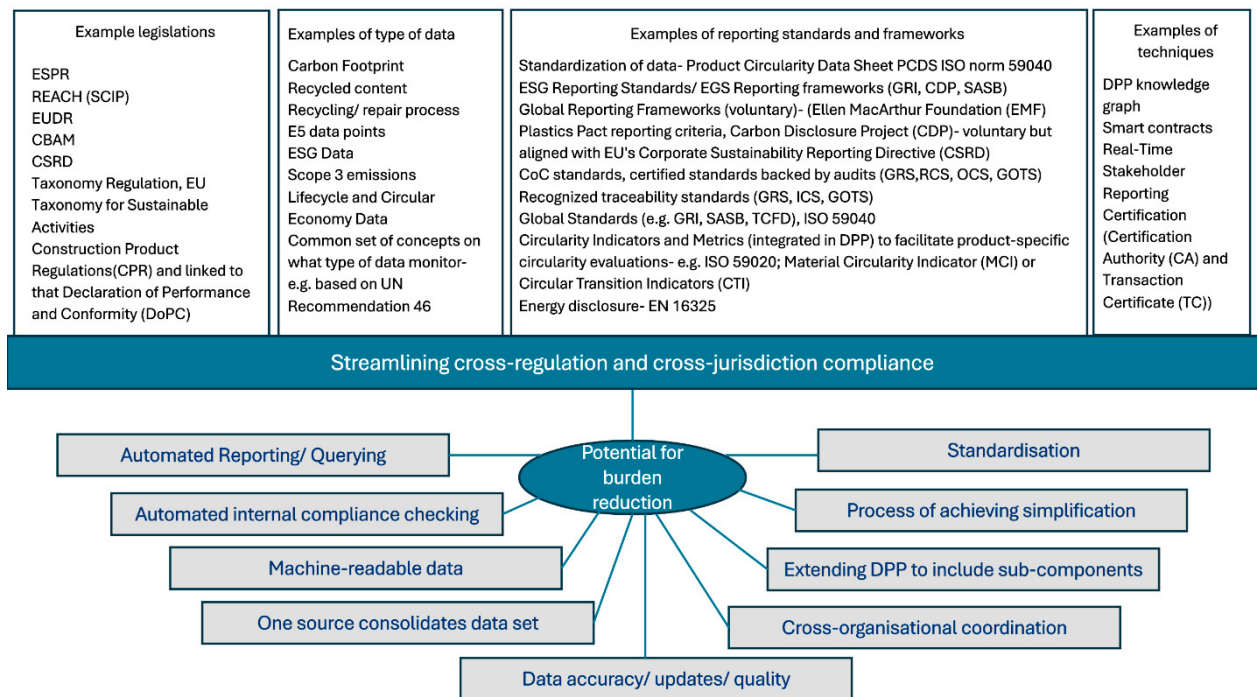 Example legislations
ESPR
REACH (SCIP)
EUDR
CBAM
CSRD
Taxonomy Regulation, EU
Taxonomy for Sustainable
Activities
Construction Product
Regulations(CPR) and linked to
that Declaration of Performance
and Conformity (DoPC)
Examples of type of data
Carbon Footprint
Recycled content
Recycling/ repair process
E5 data points
ESG Data
Scope 3 emissions
Lifecycle and Circular
Economy Data
Common set of concepts on
what type of data monitor-
e.g. based on UN
Recommendation 46
Examples of reporting standards and frameworks
Standardization of data- Product Circularity Data Sheet PCDS ISO norm 59040
ESG Reporting Standards/ EGS Reporting frameworks (GRI, CDP, SASB)
Global Reporting Frameworks (voluntary)- (Ellen MacArthur Foundation (EMF)
Plastics Pact reporting criteria, Carbon Disclosure Project (CDP)- voluntary but
aligned with EU's Corporate Sustainability Reporting Directive (CSRD)
CoC standards, certified standards backed by audits (GRS,RCS, OCS, GOTS)
Recognized traceability standards (GRS, ICS, GOTS)
Global Standards (e.g. GRI, SASB, TCFD), ISO 59040
Circularity Indicators and Metrics (integrated in DPP) to facilitate product-specific
circularity evaluations- e.g. ISO 59020; Material Circularity Indicator (MCI) or
Circular Transition Indicators (CTI)
Energy disclosure- EN 16325
Examples of
techniques
DPP knowledge
graph
Smart contracts
Real-Time
Stakeholder
Reporting
Certification
(Certification
Authority (CA) and
Transaction
Certificate (TC))
Streamlining cross-regulation and cross-jurisdiction compliance
Potential for
burden
reduction
Automated Reporting/ Querying
Automated internal compliance checking
Machine-readable data
One source consolidates data set
Data accuracy/ updates/ quality
Standardisation
Process of achieving simplification
Extending DPP to include sub-components
Cross-organisational coordination